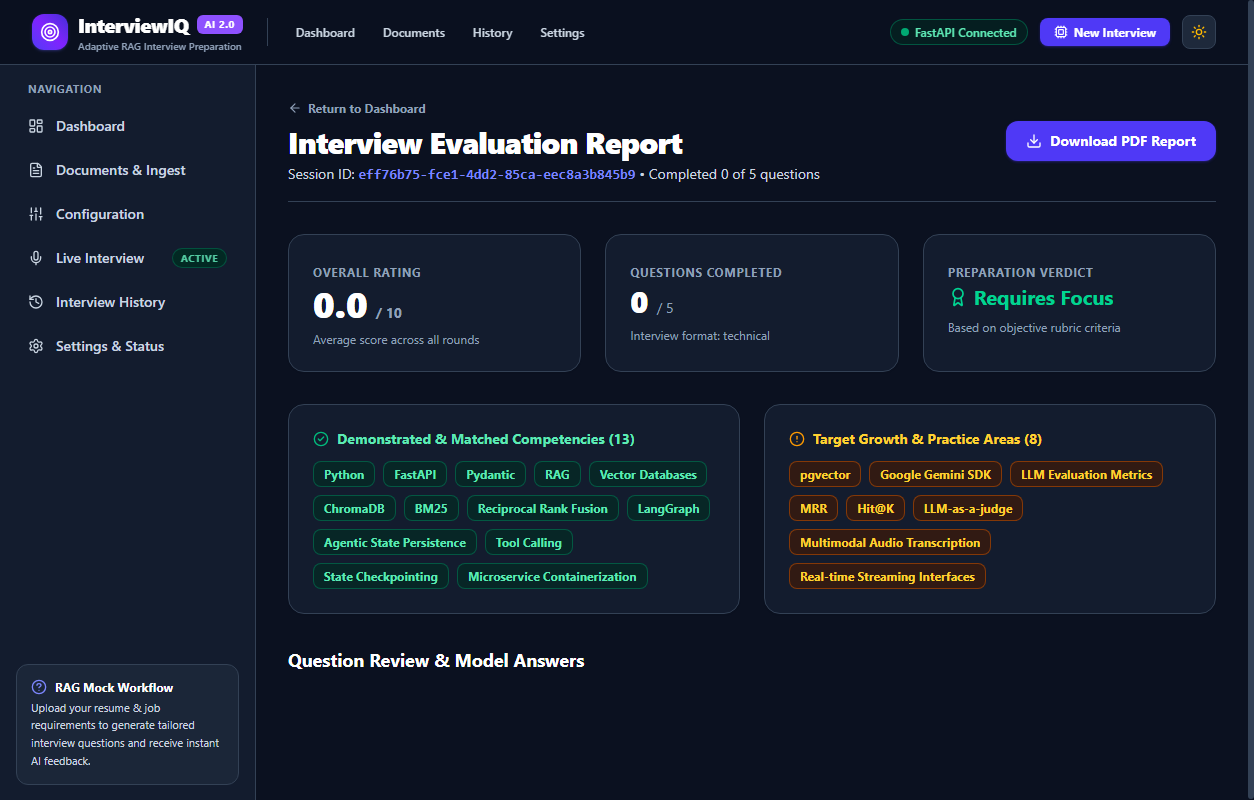 InterviewIQ AI 2.0
Adaptive RAG Interview Preparation
Dashboard Documents History Settings
FastAPI Connected
New Interview
NAVIGATION
Dashboard
Documents & Ingest
Configuration
Live Interview ACTIVE
Interview History
Settings & Status
RAG Mock Workflow
Upload your resume & job
requirements to generate tailored
interview questions and receive instant
AI feedback.
Return to Dashboard
Interview Evaluation Report
Session ID: eff76b75-fce1-4dd2-85ca-eec8a3b845b9 • Completed 0 of 5 questions
Download PDF Report
OVERALL RATING
0.0 / 10
Average score across all rounds
QUESTIONS COMPLETED
0 / 5
Interview format: technical
PREPARATION VERDICT
Requires Focus
Based on objective rubric criteria
Demonstrated & Matched Competencies (13)
Python FastAPI Pydantic RAG Vector Databases
ChromaDB BM25 Reciprocal Rank Fusion LangGraph
Agentic State Persistence Tool Calling
State Checkpointing Microservice Containerization
Target Growth & Practice Areas (8)
pgvector Google Gemini SDK LLM Evaluation Metrics
MRR Hit@K LLM-as-a-judge
Multimodal Audio Transcription
Real-time Streaming Interfaces
Question Review & Model Answers